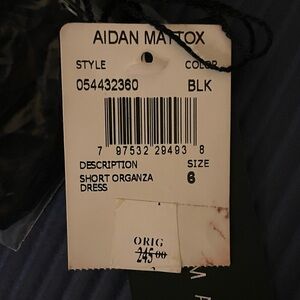 AIDAN MATTOX
STYLE COLOR
054432360 BLK
7 97532 29493 8
DESCRIPTION SIZE
SHORT ORGANZA 6
DRESS
ORIG
245 00
M